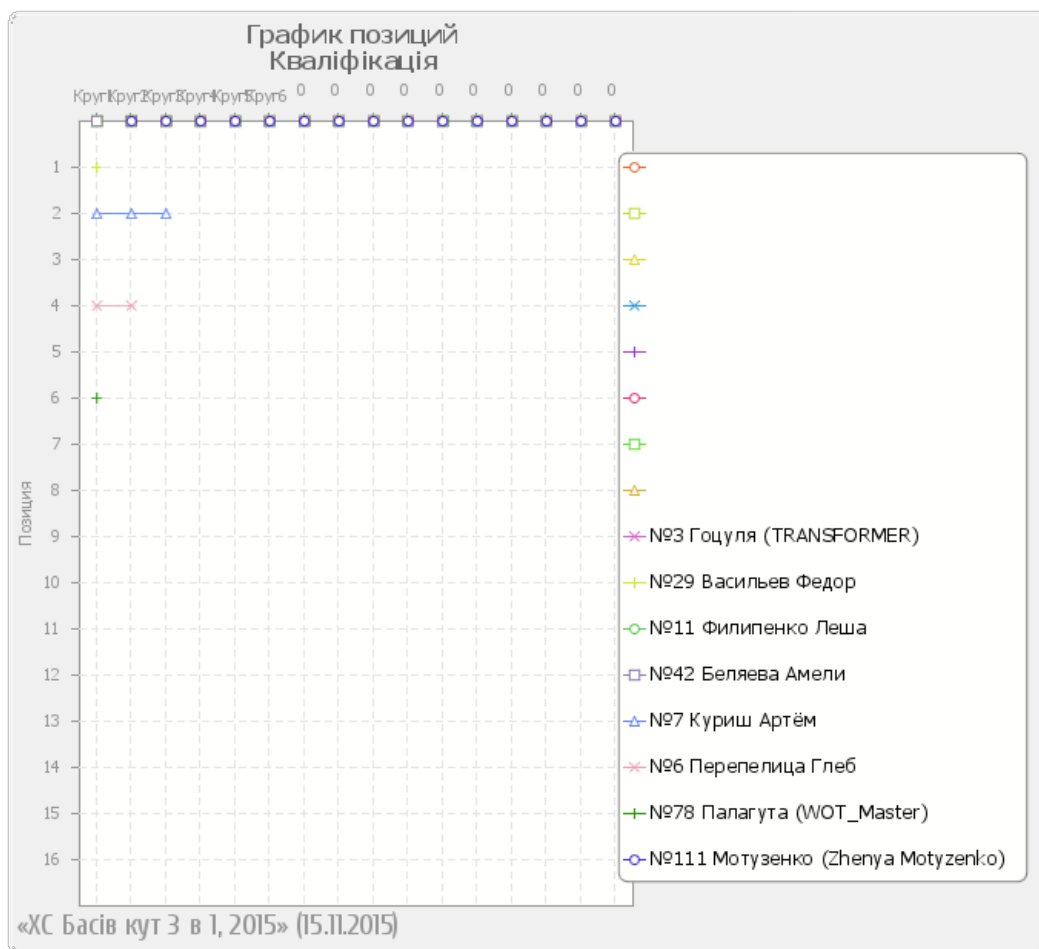 График позиций
Кваліфікація
Круг1 Круг2 Круг3 Круг4 Круг5 Круг6 0 0 0 0 0 0 0 0 0 0
1
2
3
4
5
6
7
8
9
10
11
12
13
14
15
16
Позиция
№3 Гоцуля (TRANSFORMER)
№29 Васильев Федор
№11 Филипенко Леша
№42 Беляева Амели
№7 Куриш Артём
№6 Перепелица Глеб
№78 Палагута (WOT_Master)
№111 Мотузенко (Zhenya Motyzenko)
«ХС Басів кут 3 в 1, 2015» (15.11.2015)